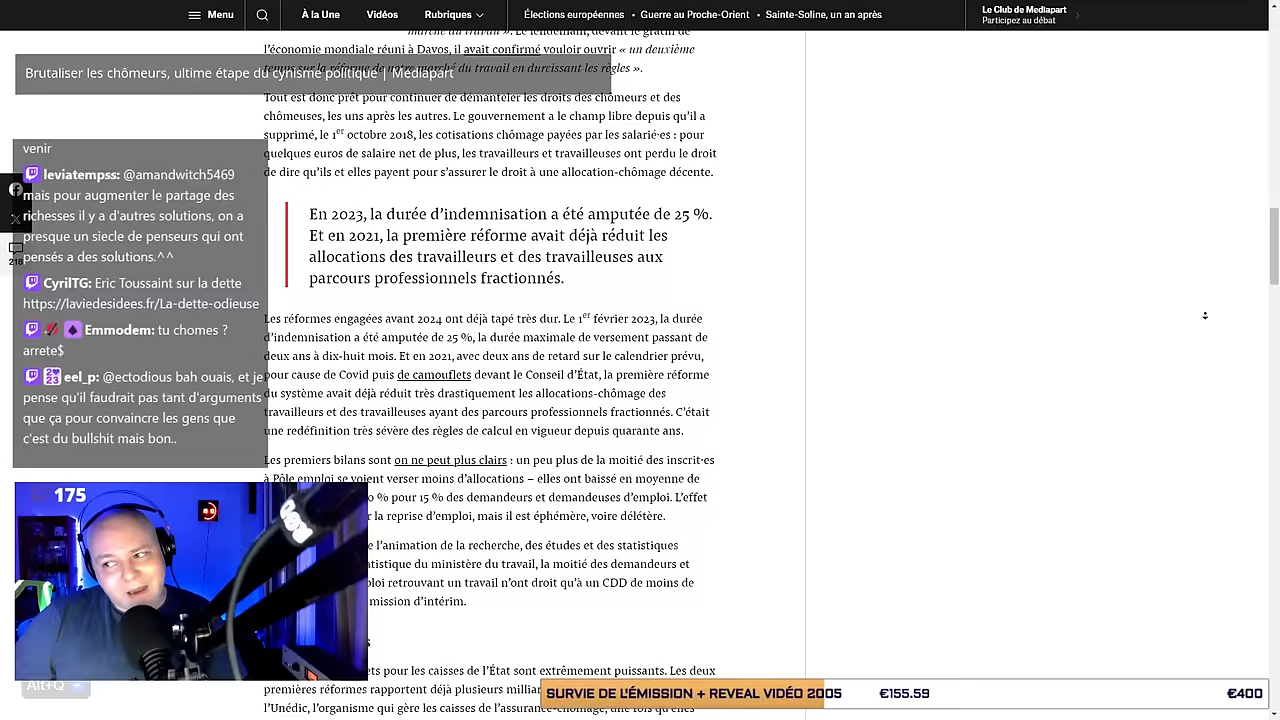 Menu
À la Une
Vidéos
Rubriques
Élections européennes • Guerre au Proche-Orient • Sainte-Soline, un an après
Le Club de Mediapart
Participez au débat
marché du travail ». Le lendemain, devant le gratin de
l'économie mondiale réuni à Davos, il avait confirmé vouloir ouvrir « un deuxième
temps sur la réforme de notre marché du travail en durcissant les règles ».
Brutaliser les chômeurs, ultime étape du cynisme politique | Mediapart
Tout est donc prêt pour continuer de démanteler les droits des chômeurs et des
chômeuses, les uns après les autres. Le gouvernement a le champ libre depuis qu'il a
supprimé, le 1er octobre 2018, les cotisations chômage payées par les salarié·es : pour
quelques euros de salaire net de plus, les travailleurs et travailleuses ont perdu le droit
de dire qu'ils et elles payent pour s'assurer le droit à une allocation-chômage décente.
En 2023, la durée d'indemnisation a été amputée de 25 %.
Et en 2021, la première réforme avait déjà réduit les
allocations des travailleurs et des travailleuses aux
parcours professionnels fractionnés.
Les réformes engagées avant 2024 ont déjà tapé très dur. Le 1er février 2023, la durée
d'indemnisation a été amputée de 25 %, la durée maximale de versement passant de
deux ans à dix-huit mois. Et en 2021, avec deux ans de retard sur le calendrier prévu,
pour cause de Covid puis de camouflets devant le Conseil d'État, la première réforme
du système avait déjà réduit très drastiquement les allocations-chômage des
travailleurs et des travailleuses ayant des parcours professionnels fractionnés. C'était
une redéfinition très sévère des règles de calcul en vigueur depuis quarante ans.
Les premiers bilans sont on ne peut plus clairs : un peu plus de la moitié des inscrit·es
à Pôle emploi se voient verser moins d'allocations – elles ont baissé en moyenne de
% pour 15 % des demandeurs et demandeuses d'emploi. L'effet
la reprise d'emploi, mais il est éphémère, voire délétère.
l'animation de la recherche, des études et des statistiques
du ministère du travail, la moitié des demandeurs et
retrouvant un travail n'ont droit qu'à un CDD de moins de
mission d'intérim.
pour les caisses de l'État sont extrêmement puissants. Les deux
premières réformes rapportent déjà plusieurs
l'Unédic, l'organisme qui gère les caisses de l'assurance-chômage, une fois qu'elles
venir
leviatempss: @amandwitch5469
mais pour augmenter le partage des
richesses il y a d'autres solutions, on a
presque un siecle de penseurs qui ont
pensés a des solutions.^^
CyrilTG: Eric Toussaint sur la dette
https://laviedesidees.fr/La-dette-odieuse
Emmodem: tu chomes ?
arrete$
eel_p: @ectodious bah ouais, et je
pense qu'il faudrait pas tant d'arguments
que ça pour convaincre les gens que
c'est du bullshit mais bon..
218
175
Alt+Q
SURVIE DE L'ÉMISSION + REVEAL VIDÉO 2005 €155.59 €400